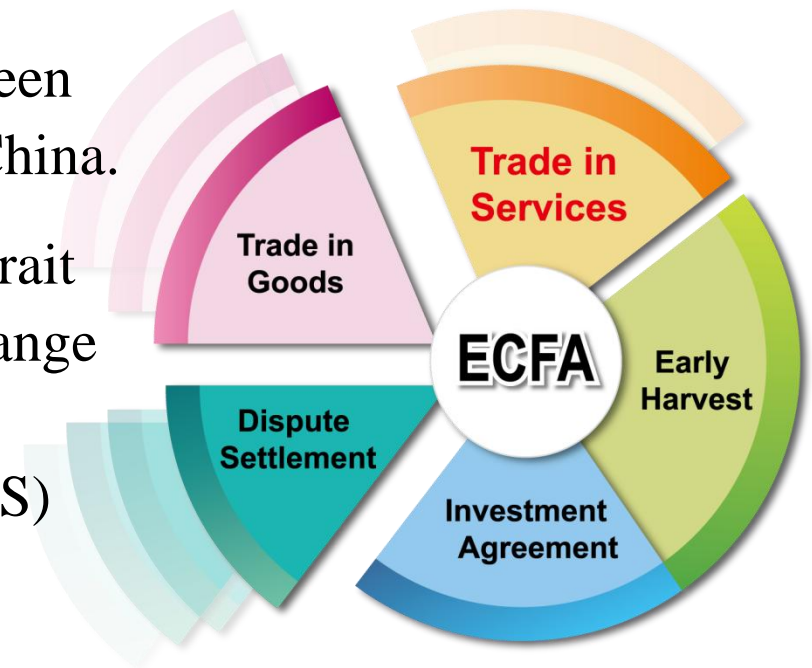 een
China.
rait
ange
S)
Trade in
Services
Trade in
Goods
ECFA
Early
Harvest
Dispute
Settlement
Investment
Agreement